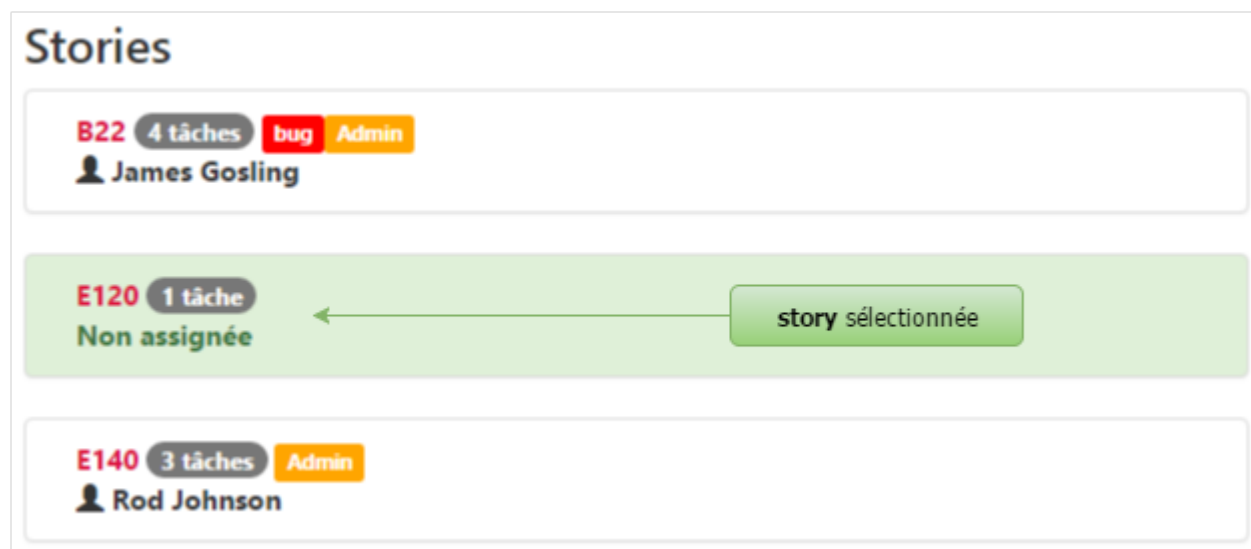 Stories
B22 4 tâches bug Admin
James Gosling
E120 1 tâche
Non assignée
story sélectionnée
E140 3 tâches Admin
Rod Johnson